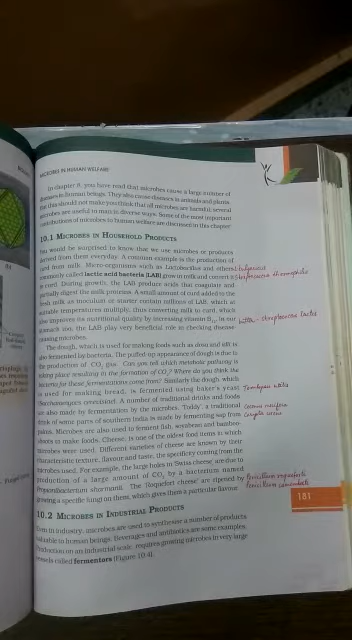 MICROBES IN HUMAN WELFARE
In chapter 8, you have read that microbes cause a large number of
diseases in human beings. They also cause diseases in animals and plants.
But this should not make you think that all microbes are harmful; several
microbes are useful to man in diverse ways. Some of the most important
contributions of microbes to human welfare are discussed in this chapter.
10.1 MICROBES IN HOUSEHOLD PRODUCTS
You would be surprised to know that we use microbes or products
derived from them everyday. A common example is the production of
curd from milk. Micro-organisms such as Lactobacillus and others
commonly called lactic acid bacteria (LAB) grow in milk and convert
it to curd. During growth, the LAB produce acids that coagulate and
partially digest the milk proteins. A small amount of curd added to the
fresh milk as inoculum or starter contain millions of LAB, which at
suitable temperatures multiply, thus converting milk to curd, which
also improves its nutritional quality by increasing vitamin B12. In our
stomach too, the LAB play very beneficial role in checking disease-
causing microbes.
The dough, which is used for making foods such as dosa and idli is
also fermented by bacteria. The puffed-up appearance of dough is due to
the production of CO2 gas. Can you tell which metabolic pathway is
taking place resulting in the formation of CO2? Where do you think the
bacteria for these fermentations came from? Similarly the dough, which
is used for making bread, is fermented using baker's yeast
(Saccharomyces cerevisiae). A number of traditional drinks and foods
are also made by fermentation by the microbes. 'Toddy', a traditional
drink of some parts of southern India is made by fermenting sap from
palms. Microbes are also used to ferment fish, soyabean and bamboo-
shoots to make foods. Cheese, is one of the oldest food items in which
microbes were used. Different varieties of cheese are known by their
characteristic texture, flavour and taste, the specificity coming from the
microbes used. For example, the large holes in 'Swiss cheese' are due to
production of a large amount of CO2 by a bacterium named
Propionibacterium sharmanii. The 'Roquefort cheese' are ripened by
growing a specific fungi on them, which gives them a particular flavour.
10.2 MICROBES IN INDUSTRIAL PRODUCTS
Even in industry, microbes are used to synthesise a number of products
valuable to human beings. Beverages and antibiotics are some examples.
Production on an industrial scale, requires growing microbes in very large
vessels called fermentors (Figure 10.4).
bulgaricus
Streptococcus thermophilus
butter - streptococcus lactis
Penicillium
Penicillium
181